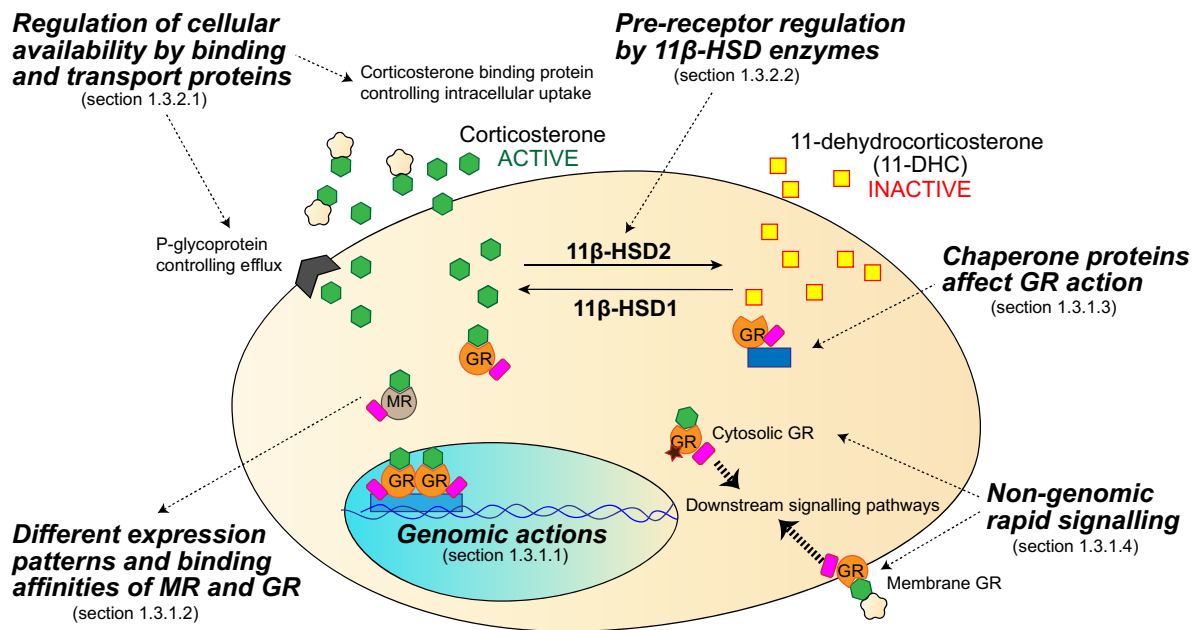 Regulation of cellular
availability by binding
and transport proteins
(section 1.3.2.1)
Corticosterone binding protein
controlling intracellular uptake
Pre-receptor regulation
by 11β-HSD enzymes
(section 1.3.2.2)
Corticosterone
ACTIVE
11-dehydrocorticosterone
(11-DHC)
INACTIVE
P-glycoprotein
controlling efflux
11β-HSD2
11β-HSD1
Chaperone proteins
affect GR action
(section 1.3.1.3)
GR
GR
MR
GR
Cytosolic GR
GR
GR
Downstream signalling pathways
Genomic actions
(section 1.3.1.1)
Different expression
patterns and binding
affinities of MR and GR
(section 1.3.1.2)
Non-genomic
rapid signalling
(section 1.3.1.4)
GR
Membrane GR